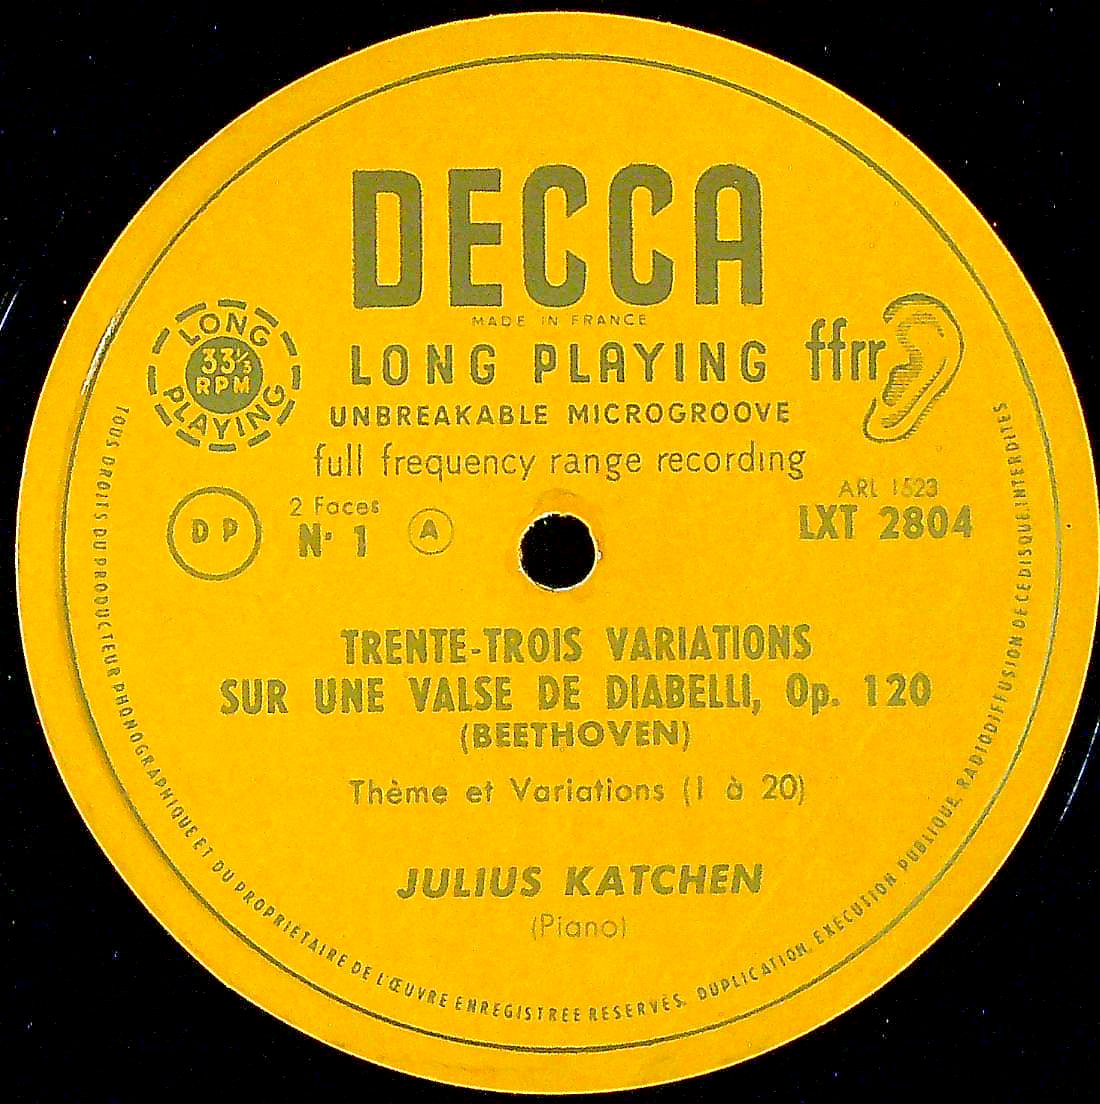 DECCA
MADE IN FRANCE
LONG PLAYING
33⅓
RPM
LONG PLAYING
ffrr
UNBREAKABLE MICROGROOVE
full frequency range recording
DP
2 Faces
N° 1
A
ARL 1523
LXT 2804
TRENTE-TROIS VARIATIONS
SUR UNE VALSE DE DIABELLI, Op. 120
(BEETHOVEN)
Thème et Variations (1 à 20)
JULIUS KATCHEN
(Piano)
TOUS DROITS DU PRODUCTEUR PHONOGRAPHIQUE ET DU PROPRIETAIRE DE L'ŒUVRE ENREGISTREE RESERVES. DUPLICATION, EXECUTION PUBLIQUE, RADIODIFFUSION DE CE DISQUE INTERDITES